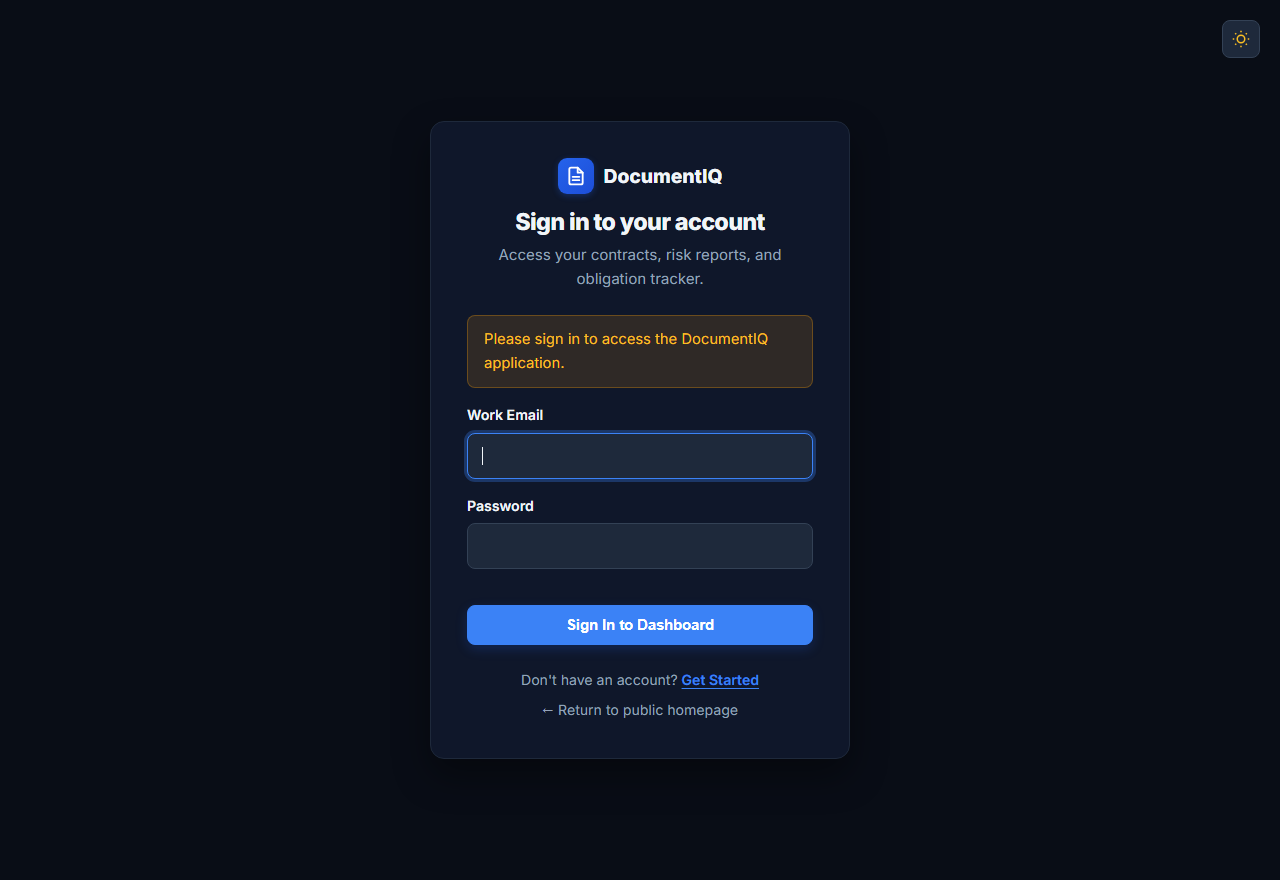 DocumentIQ
Sign in to your account
Access your contracts, risk reports, and
obligation tracker.
Please sign in to access the DocumentIQ
application.
Work Email
Password
Sign In to Dashboard
Don't have an account? Get Started
← Return to public homepage